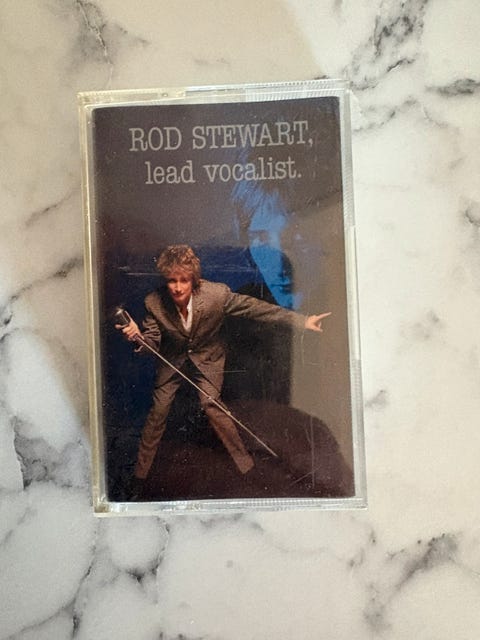 ROD STEWART,
lead vocalist.